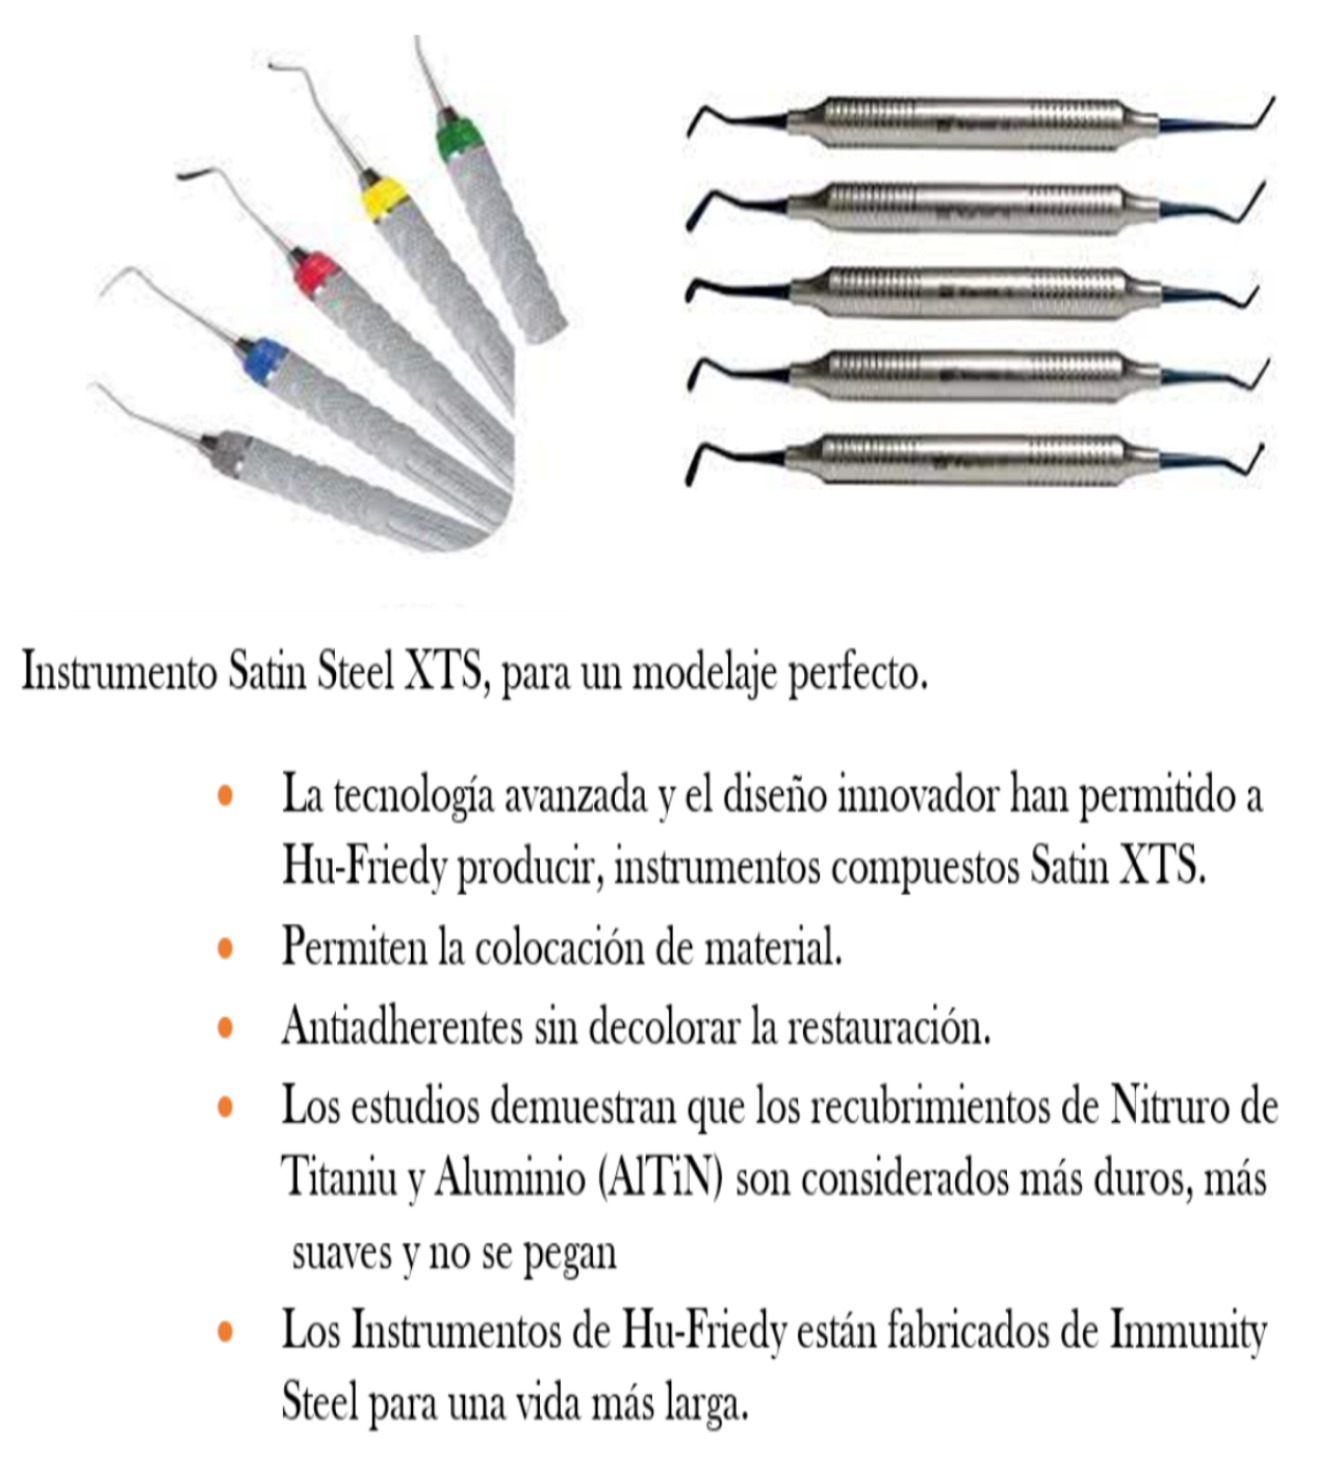 Instrumento Satin Steel XTS, para un modelaje perfecto.
• La tecnología avanzada y el diseño innovador han permitido a
Hu-Friedy producir, instrumentos compuestos Satin XTS.
• Permiten la colocación de material.
• Antiadherentes sin decolorar la restauración.
• Los estudios demuestran que los recubrimientos de Nitruro de
Titaniu y Aluminio (AlTiN) son considerados más duros, más
suaves y no se pegan
• Los Instrumentos de Hu-Friedy están fabricados de Immunity
Steel para una vida más larga.